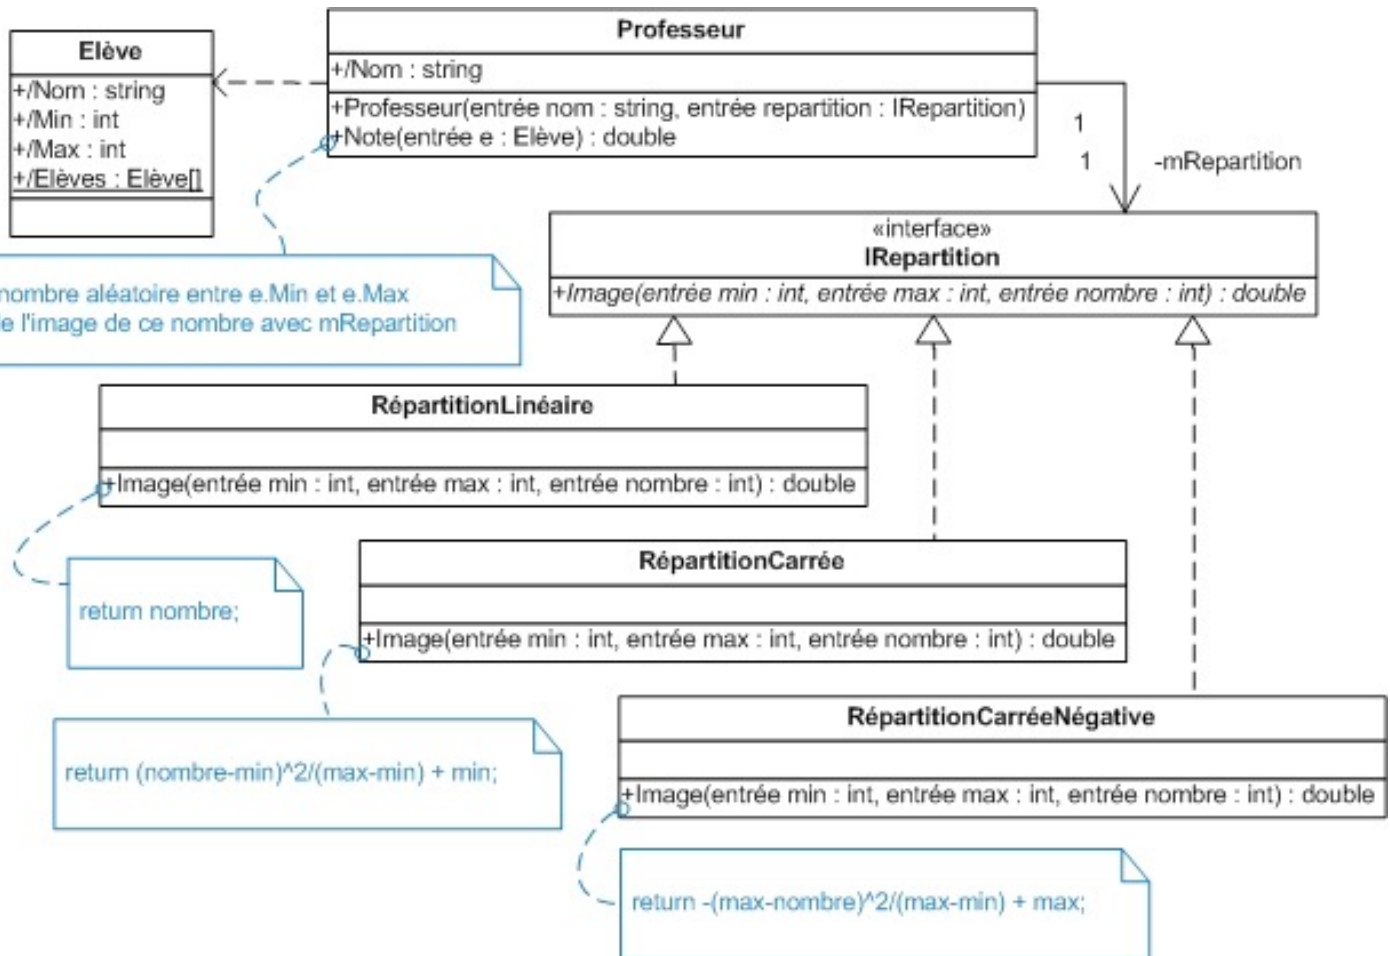 Elève
+/Nom : string
+/Min : int
+/Max : int
+/Elèves : Elève[]
Professeur
+/Nom : string
+Professeur(entrée nom : string, entrée repartition : IRepartition)
+Note(entrée e : Elève) : double
1
1
-mRepartition
nombre aléatoire entre e.Min et e.Max
l'image de ce nombre avec mRepartition
«interface»
IRepartition
+Image(entrée min : int, entrée max : int, entrée nombre : int) : double
RépartitionLinéaire
+Image(entrée min : int, entrée max : int, entrée nombre : int) : double
return nombre;
RépartitionCarrée
+Image(entrée min : int, entrée max : int, entrée nombre : int) : double
return (nombre-min)^2/(max-min) + min;
RépartitionCarréeNégative
+Image(entrée min : int, entrée max : int, entrée nombre : int) : double
return -(max-nombre)^2/(max-min) + max;